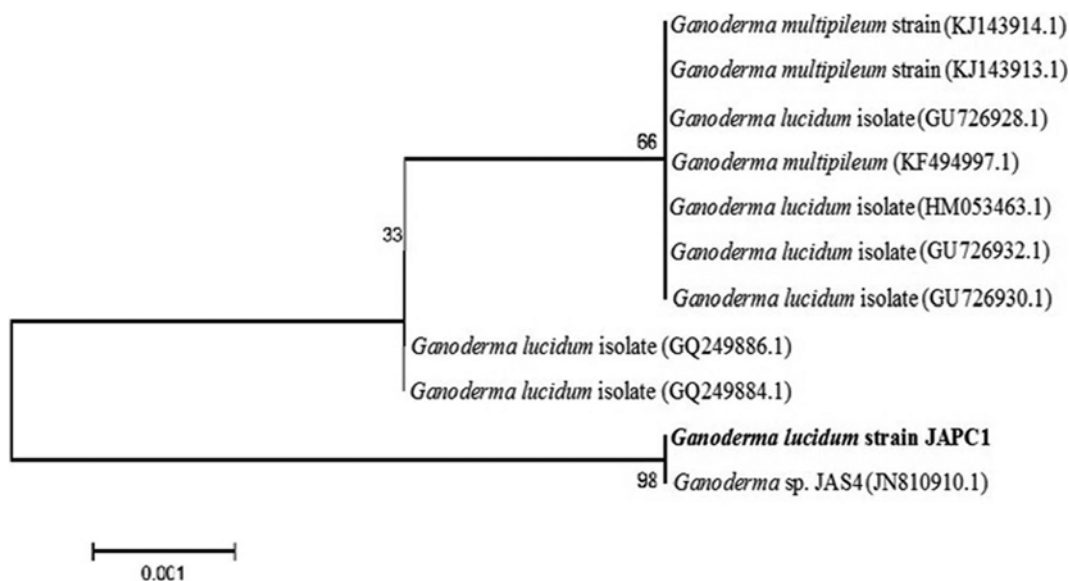 Ganoderma multipileum strain (KJ143914.1)
Ganoderma multipileum strain (KJ143913.1)
Ganoderma lucidum isolate (GU726928.1)
66
Ganoderma multipileum (KF494997.1)
Ganoderma lucidum isolate (HM053463.1)
33
Ganoderma lucidum isolate (GU726932.1)
Ganoderma lucidum isolate (GU726930.1)
Ganoderma lucidum isolate (GQ249886.1)
Ganoderma lucidum isolate (GQ249884.1)
Ganoderma lucidum strain JAPC1
98
Ganoderma sp. JAS4 (JN810910.1)
0.001